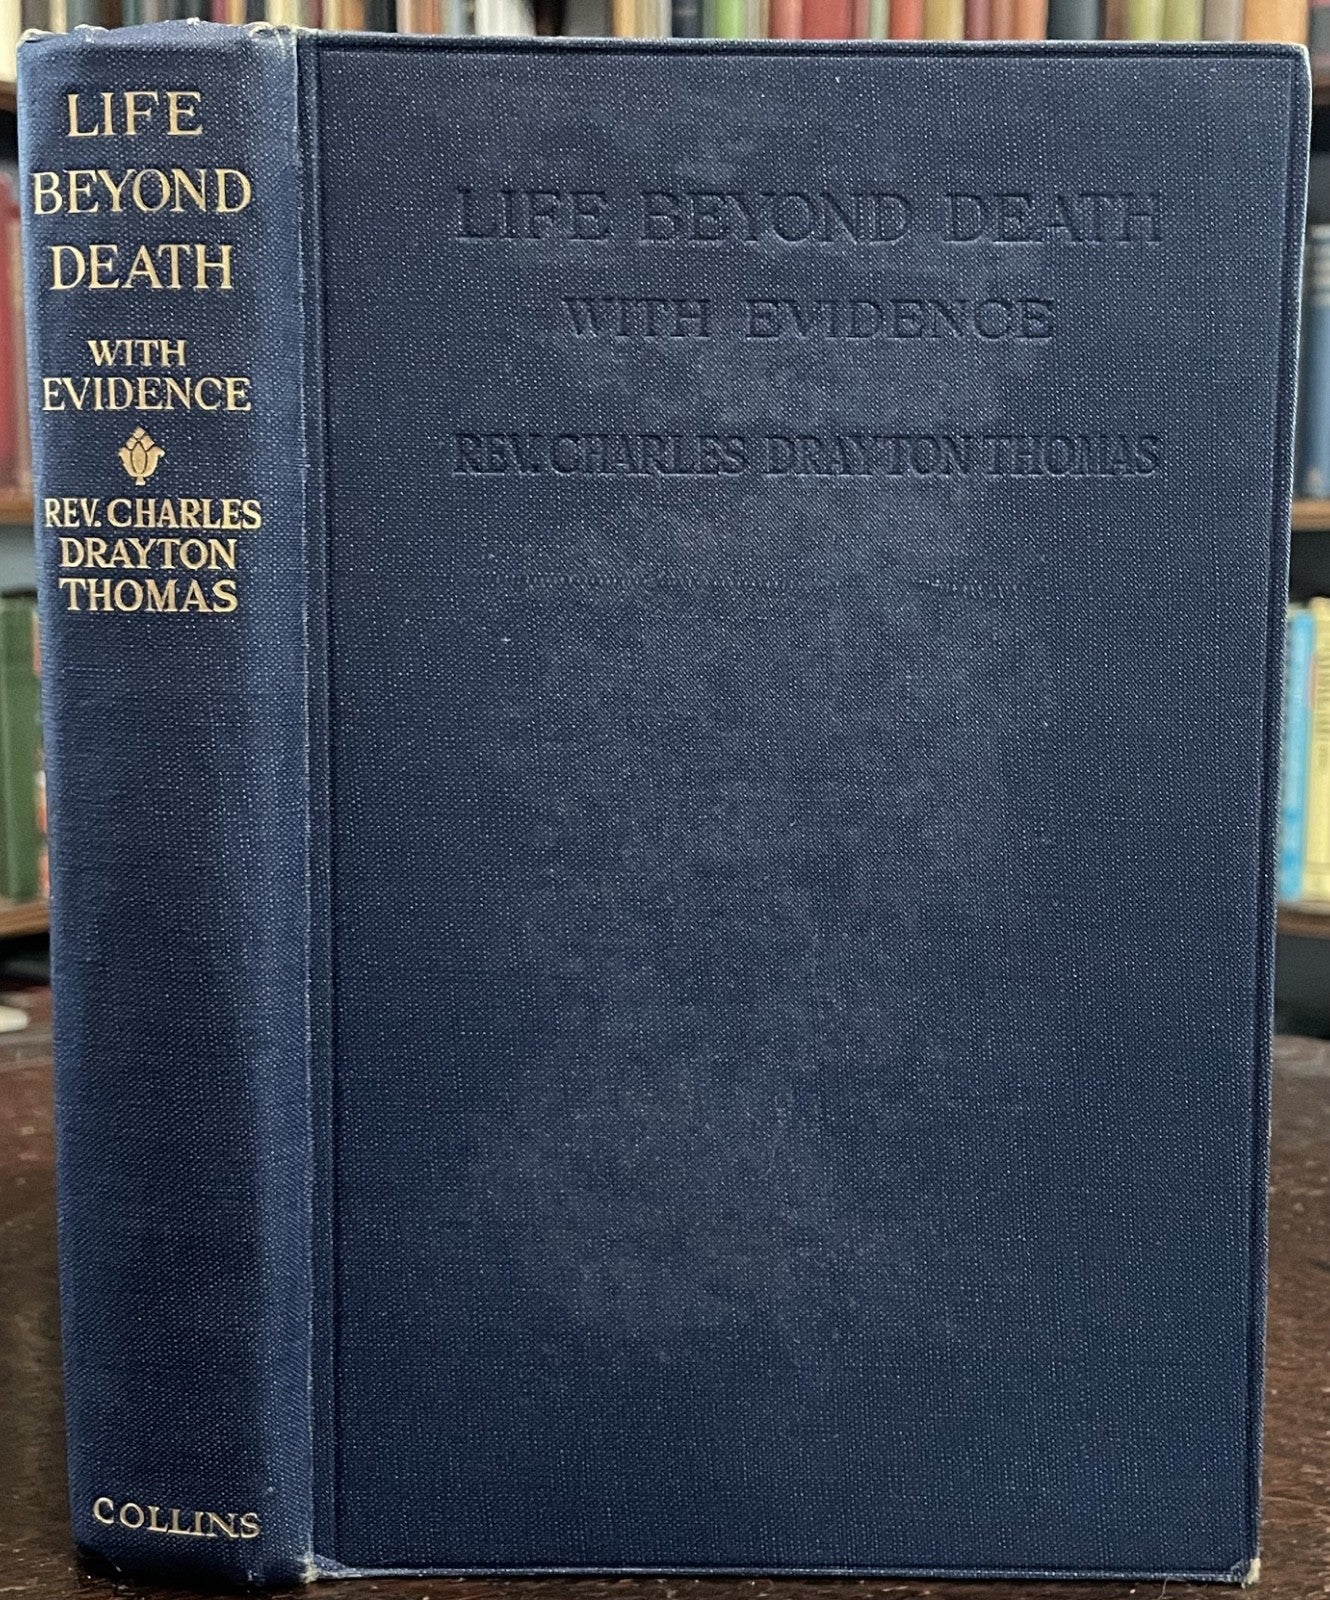 LIFE
BEYOND
DEATH
WITH
EVIDENCE
REV. CHARLES
DRAYTON
THOMAS
COLLINS
LIFE BEYOND DEATH
WITH EVIDENCE
REV. CHARLES DRAYTON THOMAS